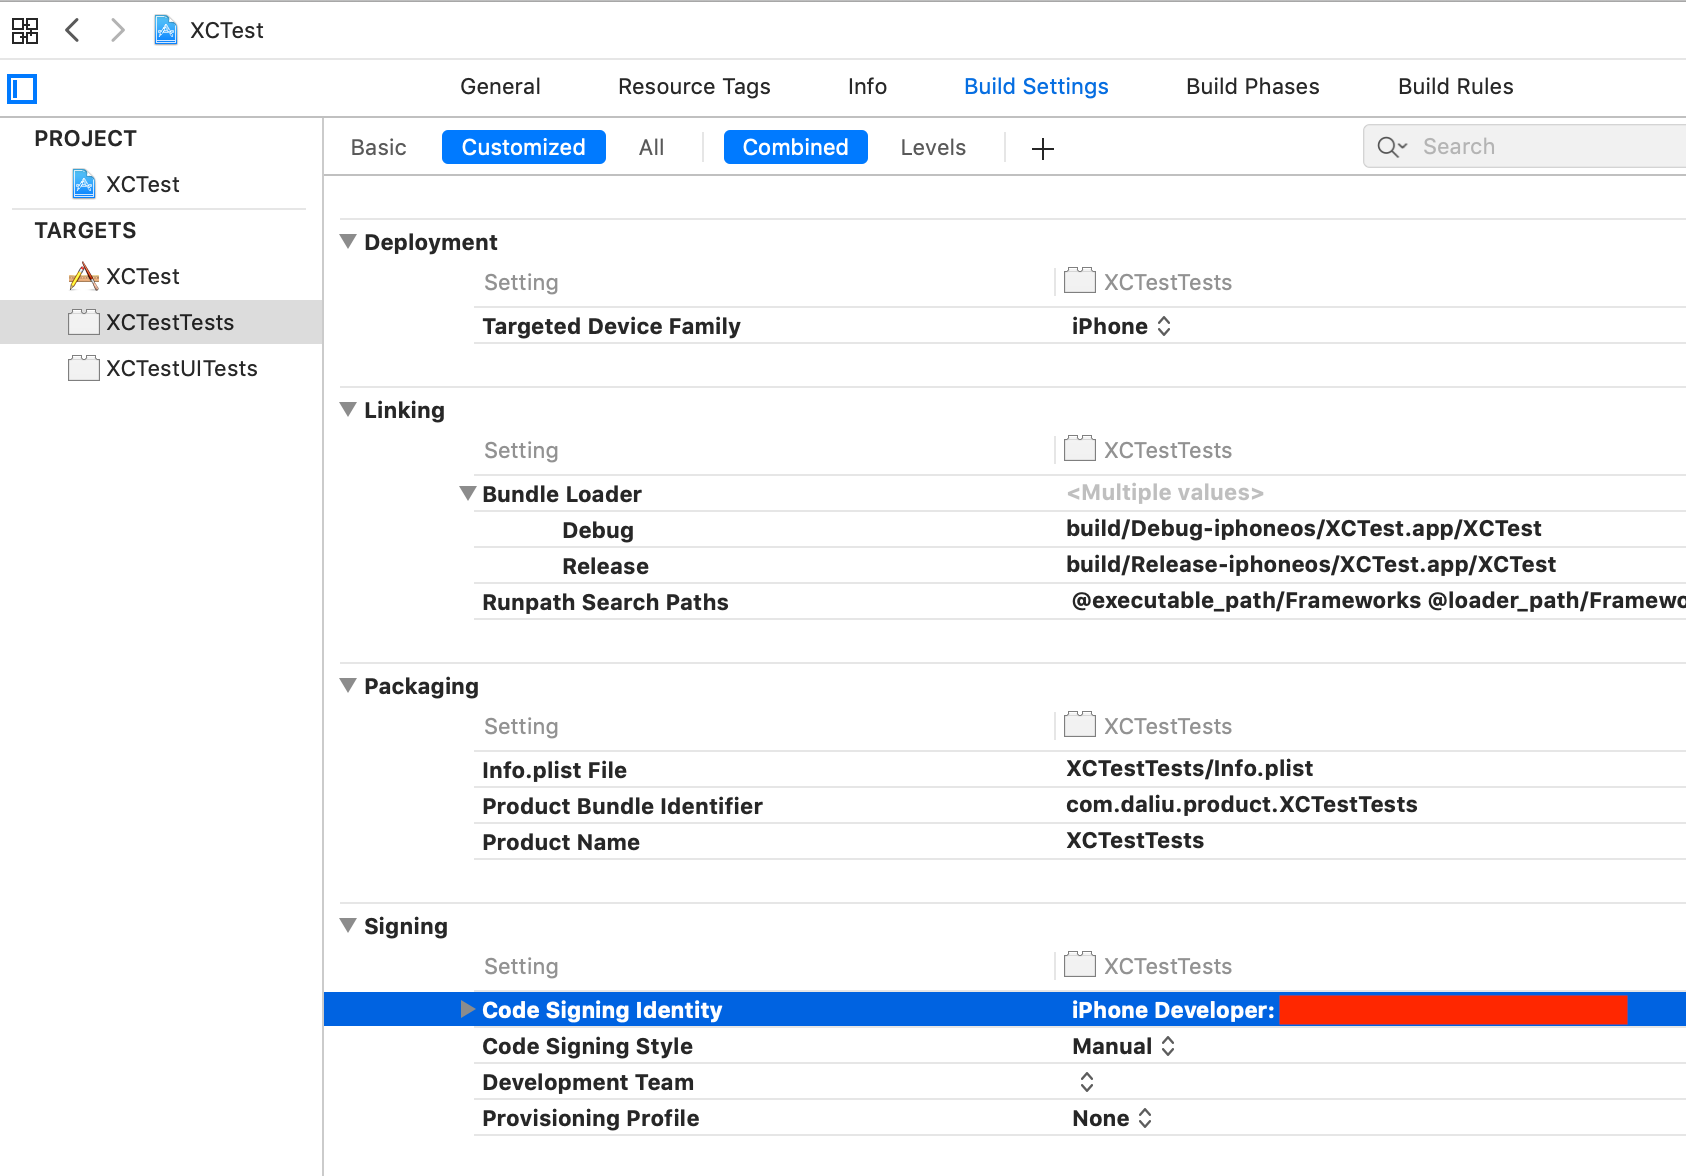 XCTest
General Resource Tags Info Build Settings Build Phases Build Rules
PROJECT
XCTest
TARGETS
XCTest
XCTestTests
XCTestUITests
Basic Customized All Combined Levels + Search
Deployment
Setting XCTestTests
Targeted Device Family iPhone
Linking
Setting XCTestTests
Bundle Loader <Multiple values>
Debug build/Debug-iphoneos/XCTest.app/XCTest
Release build/Release-iphoneos/XCTest.app/XCTest
Runpath Search Paths @executable_path/Frameworks @loader_path/Framewo
Packaging
Setting XCTestTests
Info.plist File XCTestTests/Info.plist
Product Bundle Identifier com.daliu.product.XCTestTests
Product Name XCTestTests
Signing
Setting XCTestTests
Code Signing Identity iPhone Developer:
Code Signing Style Manual
Development Team
Provisioning Profile None